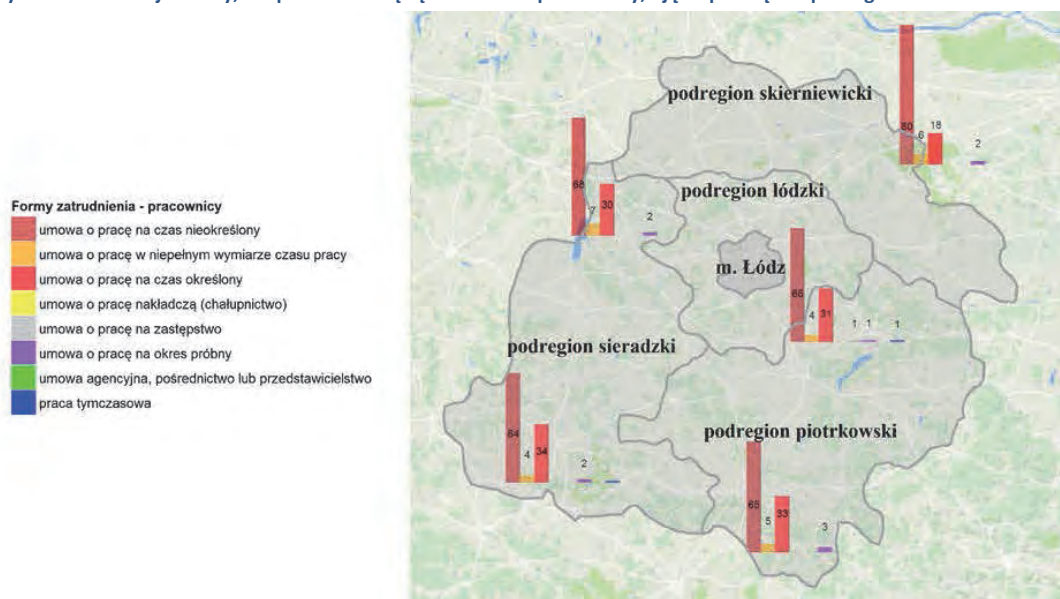 Formy zatrudnienia - pracownicy
umowa o pracę na czas nieokreślony
umowa o pracę w niepełnym wymiarze czasu pracy
umowa o pracę na czas określony
umowa o pracę nakładczą (chałupnictwo)
umowa o pracę na zastępstwo
umowa o pracę na okres próbny
umowa agencyjna, pośrednictwo lub przedstawicielstwo
praca tymczasowa
podregion skierniewicki
80 6 18 2
podregion łódzki
68 7 30 2
m. Łódź
66 4 31 1 1 1
podregion sieradzki
64 4 34 2
podregion piotrkowski
65 5 33 3